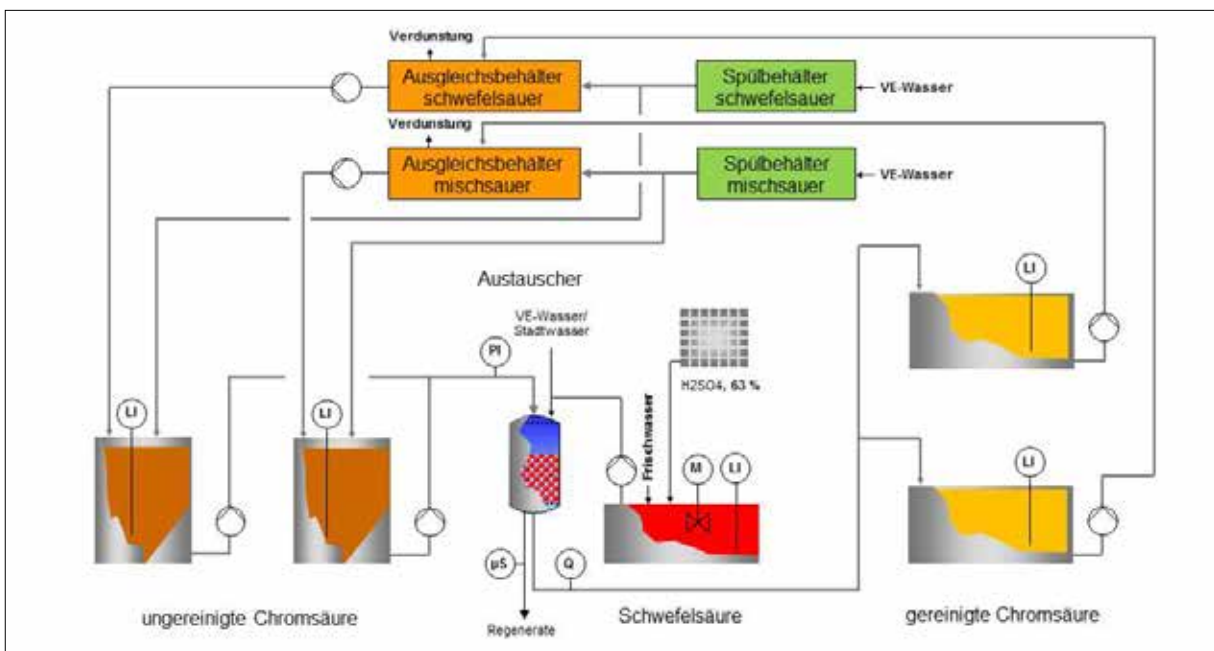 Verdunstung
Ausgleichsbehälter
schwefelsauer
Spülbehälter
schwefelsauer
VE-Wasser
Verdunstung
Ausgleichsbehälter
mischsauer
Spülbehälter
mischsauer
VE-Wasser
Austauscher
VE-Wasser/
Stadtwasser
PI
H2SO4, 63 %
Frischwasser
LI
LI
LI
M
LI
LI
µS
Q
ungereinigte Chromsäure
Regenerate
Schwefelsäure
gereinigte Chromsäure